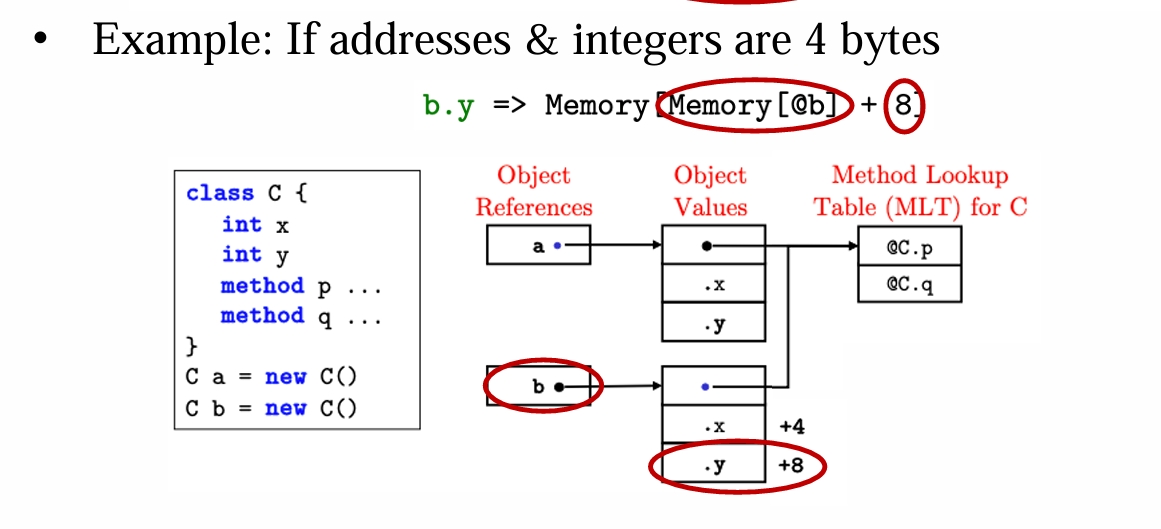 • Example: If addresses & integers are 4 bytes
b.y => Memory[Memory[@b] + 8]
class C {
int x
int y
method p ...
method q ...
}
C a = new C()
C b = new C()
Object
References
a
b
Object
Values
.x
.y
.x +4
.y +8
Method Lookup
Table (MLT) for C
@C.p
@C.q